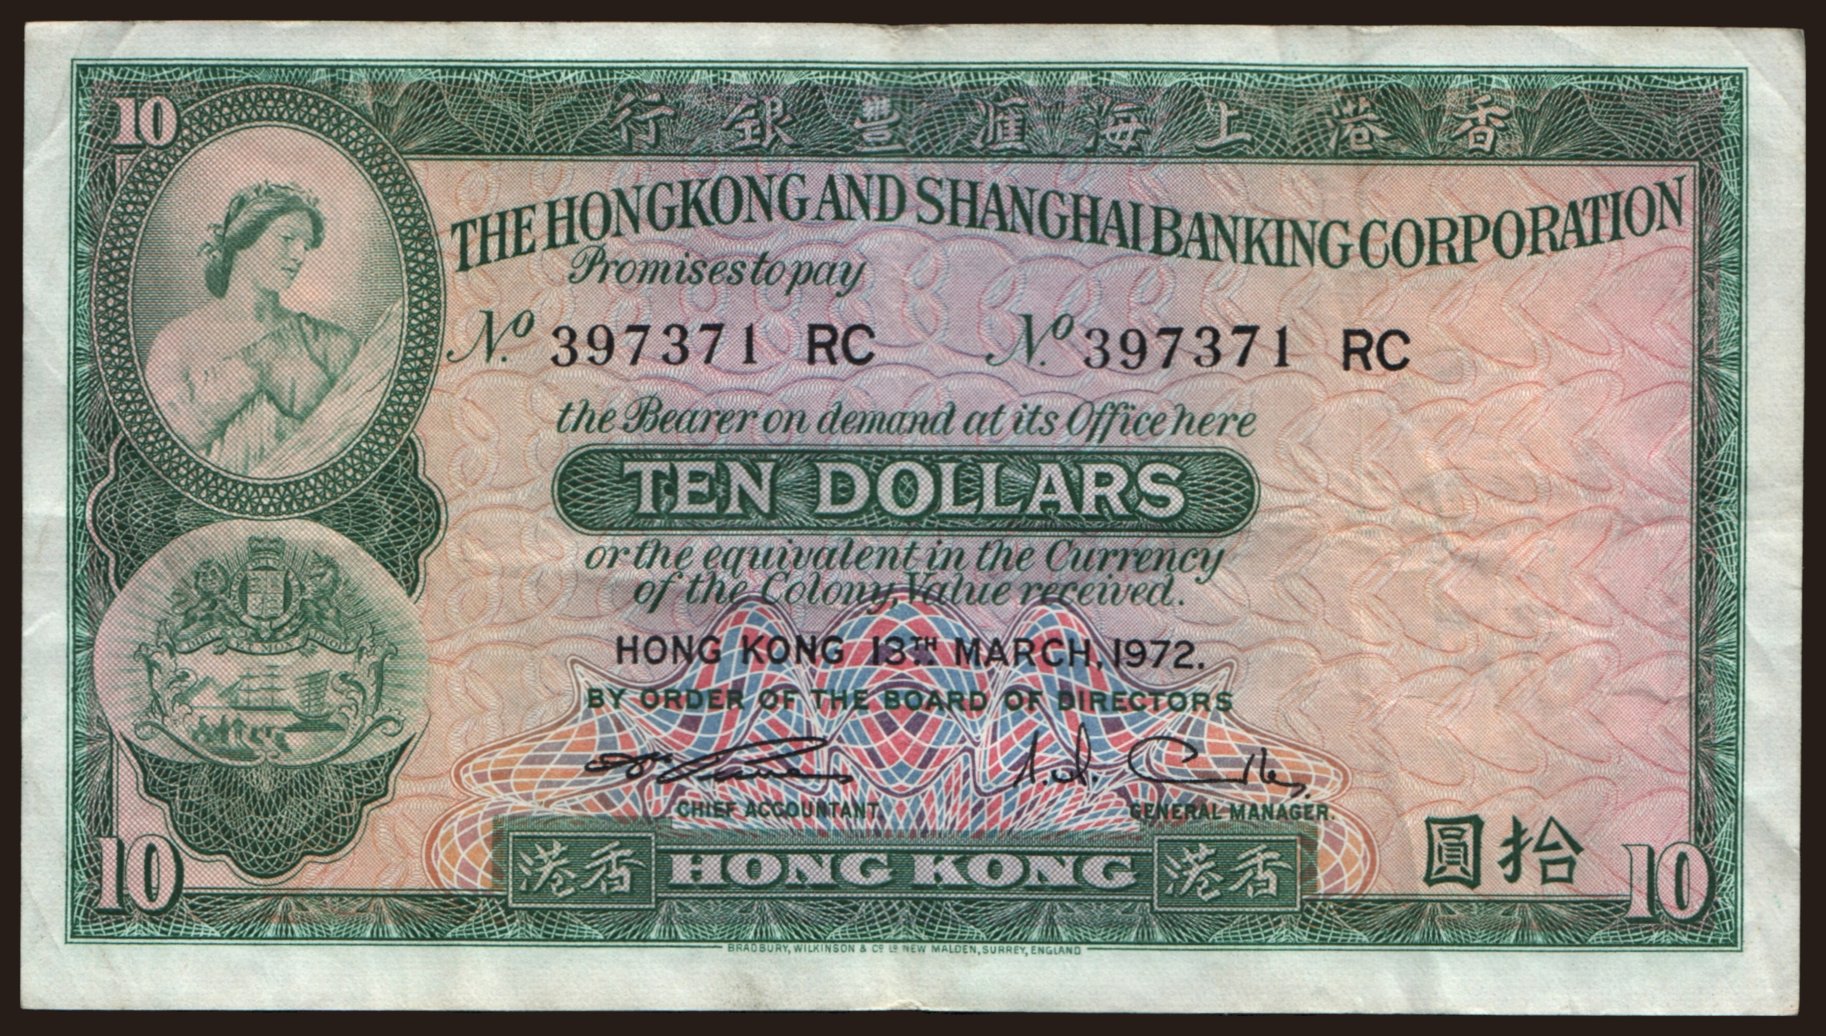 10
行銀豐滙海上港香
THE HONGKONG AND SHANGHAI BANKING CORPORATION
Promises to pay
No. 397371 RC No. 397371 RC
the Bearer on demand at its Office here
TEN DOLLARS
or the equivalent in the Currency
of the Colony, Value received.
HONG KONG 13TH MARCH, 1972.
BY ORDER OF THE BOARD OF DIRECTORS
CHIEF ACCOUNTANT. GENERAL MANAGER.
圓拾
10 港香 HONG KONG 港香 10
BRADBURY, WILKINSON & Co Ld NEW MALDEN, SURREY, ENGLAND